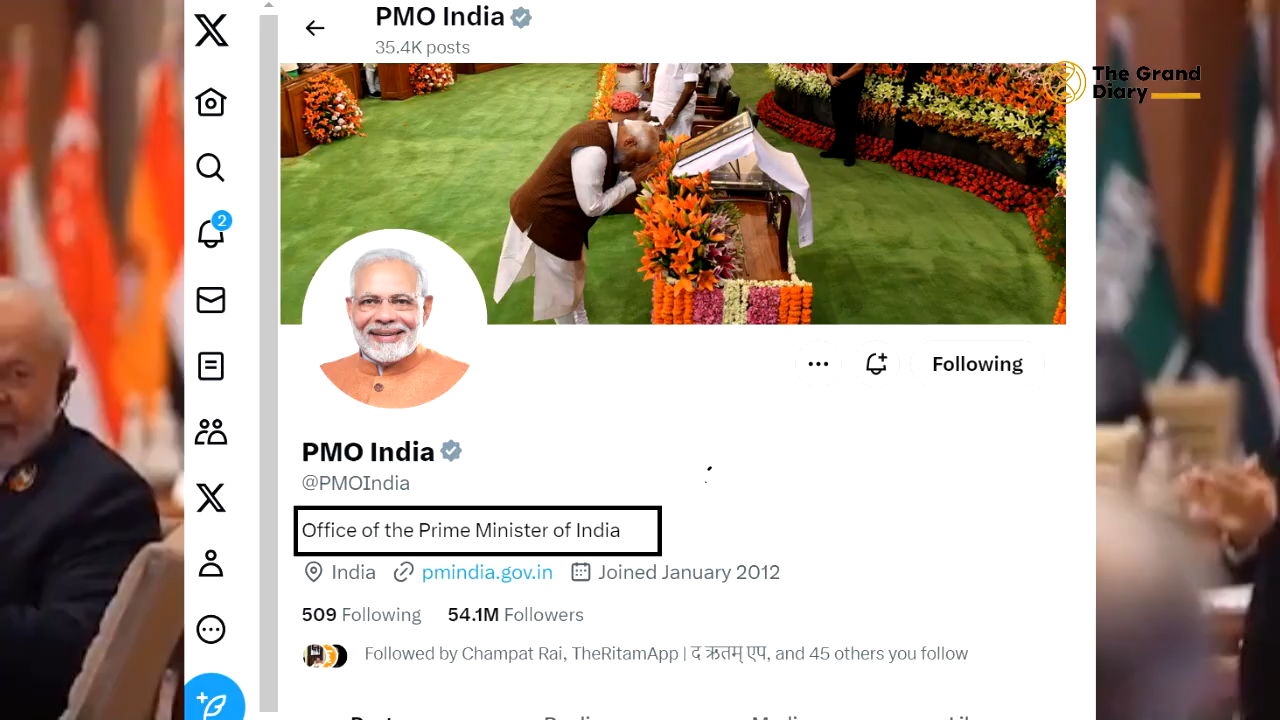 PMO India
35.4K posts
The Grand
Diary
2
Following
PMO India
@PMOIndia
Office of the Prime Minister of India
India pmindia.gov.in Joined January 2012
509 Following 54.1M Followers
Followed by Champat Rai, TheRitamApp | द ऋतम् एप, and 45 others you follow